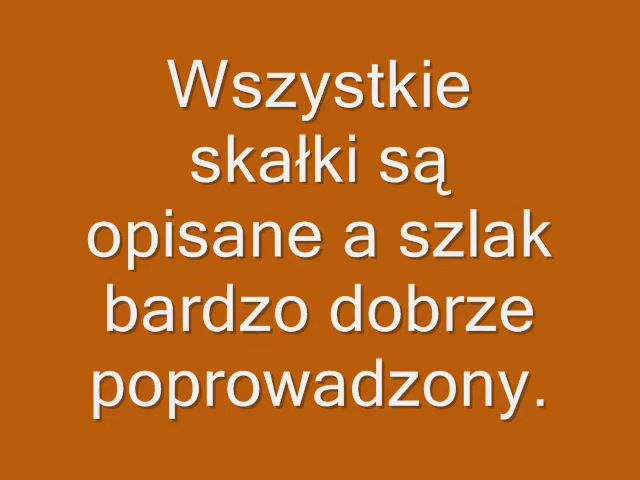 Wszystkie
skałki są
opisane a szlak
bardzo dobrze
poprowadzony.